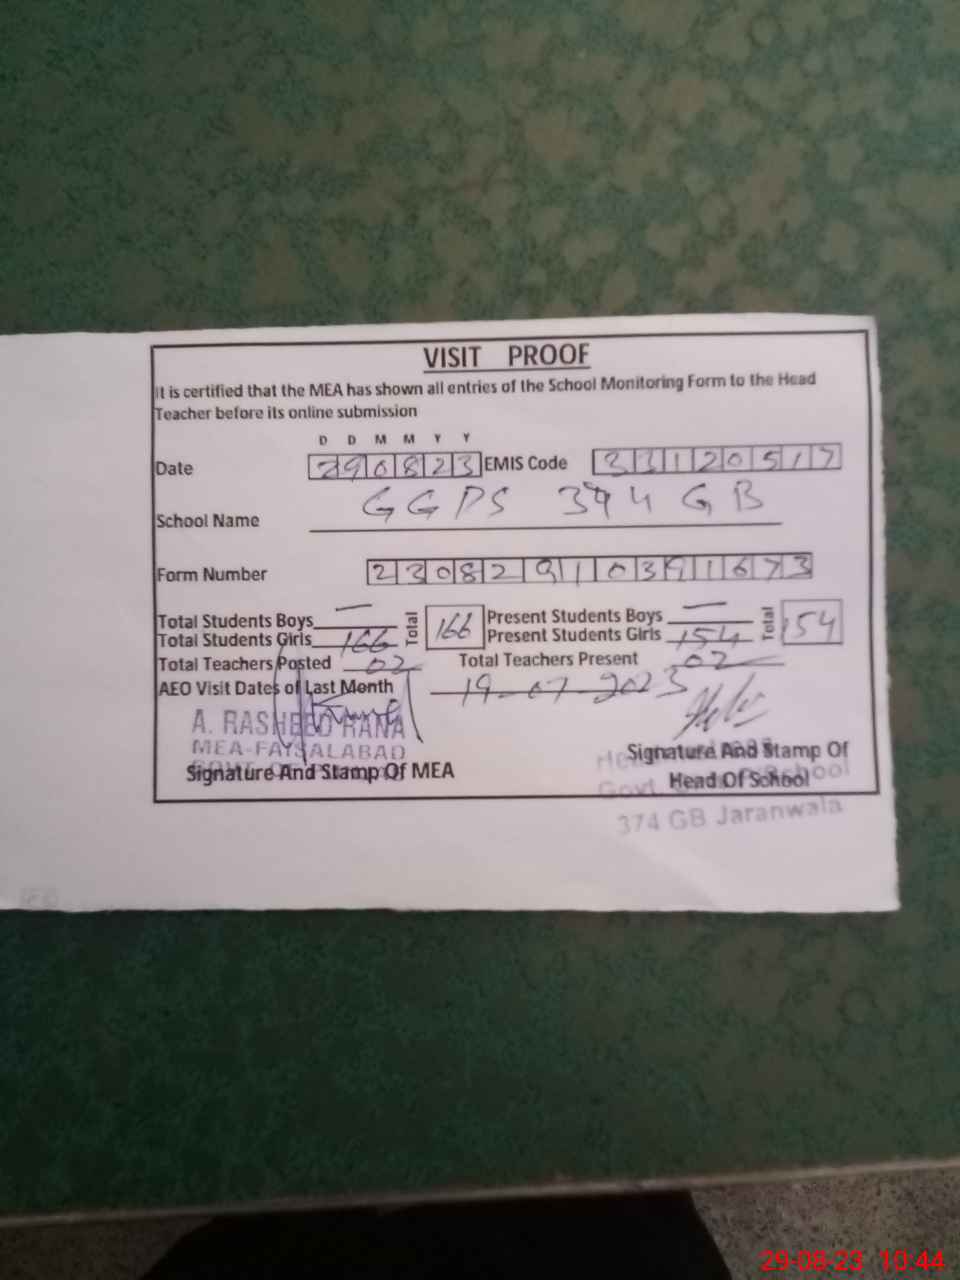 VISIT PROOF
It is certified that the MEA has shown all entries of the School Monitoring Form to the Head
Teacher before its online submission
D D M M Y Y
Date 290823 EMIS Code 33120517
School Name GGPS 374 GB
Form Number 230829110391673
Total Students Boys — Total 166 Present Students Boys — Total 154
Total Students Girls 166 Present Students Girls 154
Total Teachers Posted 02 Total Teachers Present 02
AEO Visit Dates of Last Month 19-07-2023
A. RASHEED RANA
MEA-FAYSALABAD
Signature And Stamp Of MEA
Signature And Stamp Of
Head Of School
Govt. School
374 GB Jaranwala
29-08-23 10:44